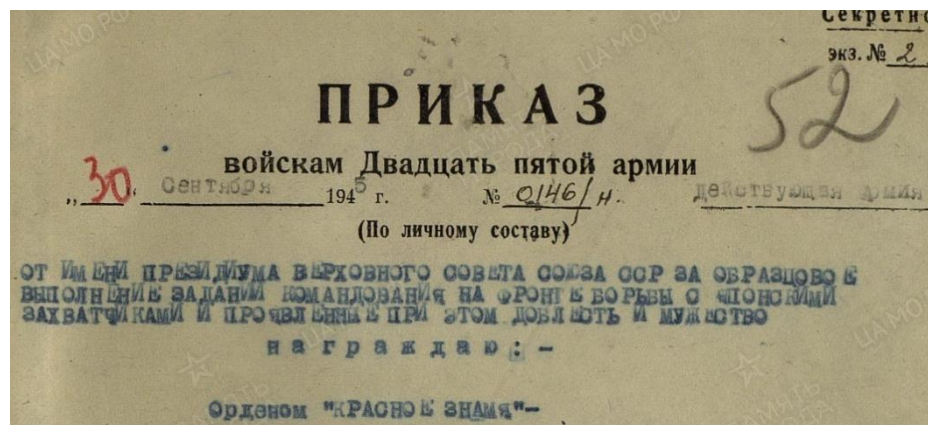 Секретно
экз. № 2
52
ПРИКАЗ
войскам Двадцать пятой армии
„30" Сентября 1945 г. № 0146/н. действующая армия
(По личному составу)
ОТ ИМЕНИ ПРЕЗИДИУМА ВЕРХОВНОГО СОВЕТА СОЮЗА ССР ЗА ОБРАЗЦОВОЕ
ВЫПОЛНЕНИЕ ЗАДАНИЙ КОМАНДОВАНИЯ НА ФРОНТЕ БОРЬБЫ С ЯПОНСКИМИ
ЗАХВАТЧИКАМИ И ПРОЯВЛЕННЫЕ ПРИ ЭТОМ ДОБЛЕСТЬ И МУЖЕСТВО
награждаю:-
Орденом "КРАСНОЕ ЗНАМЯ"-